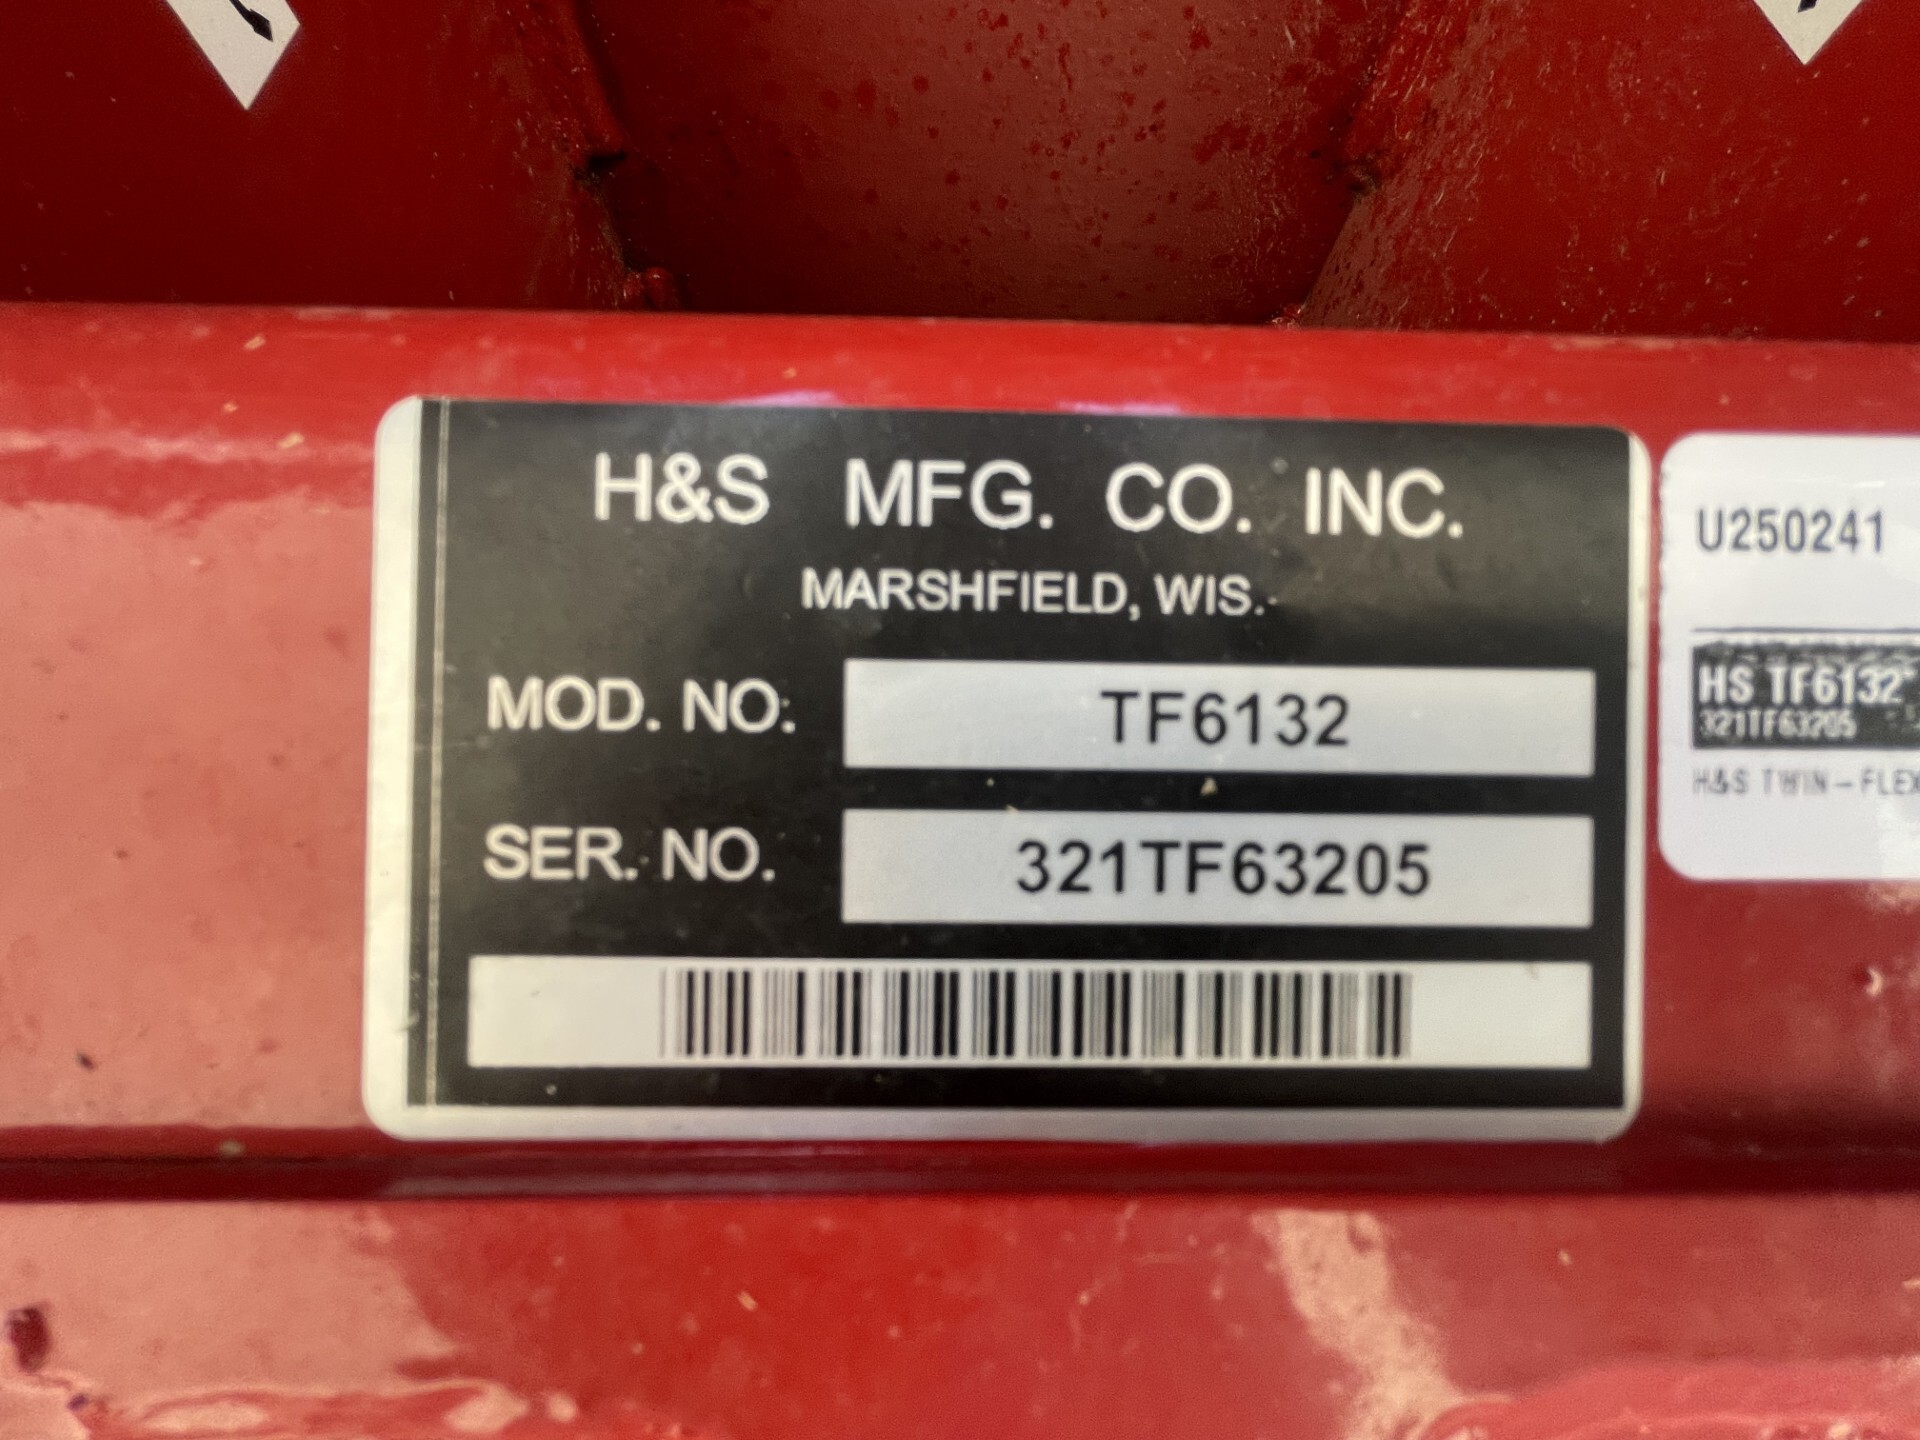 H&S MFG. CO. INC.
MARSHFIELD, WIS.
MOD. NO. TF6132
SER. NO. 321TF63205
U250241
HS TF6132
321TF63205
H&S TWIN-FLEX